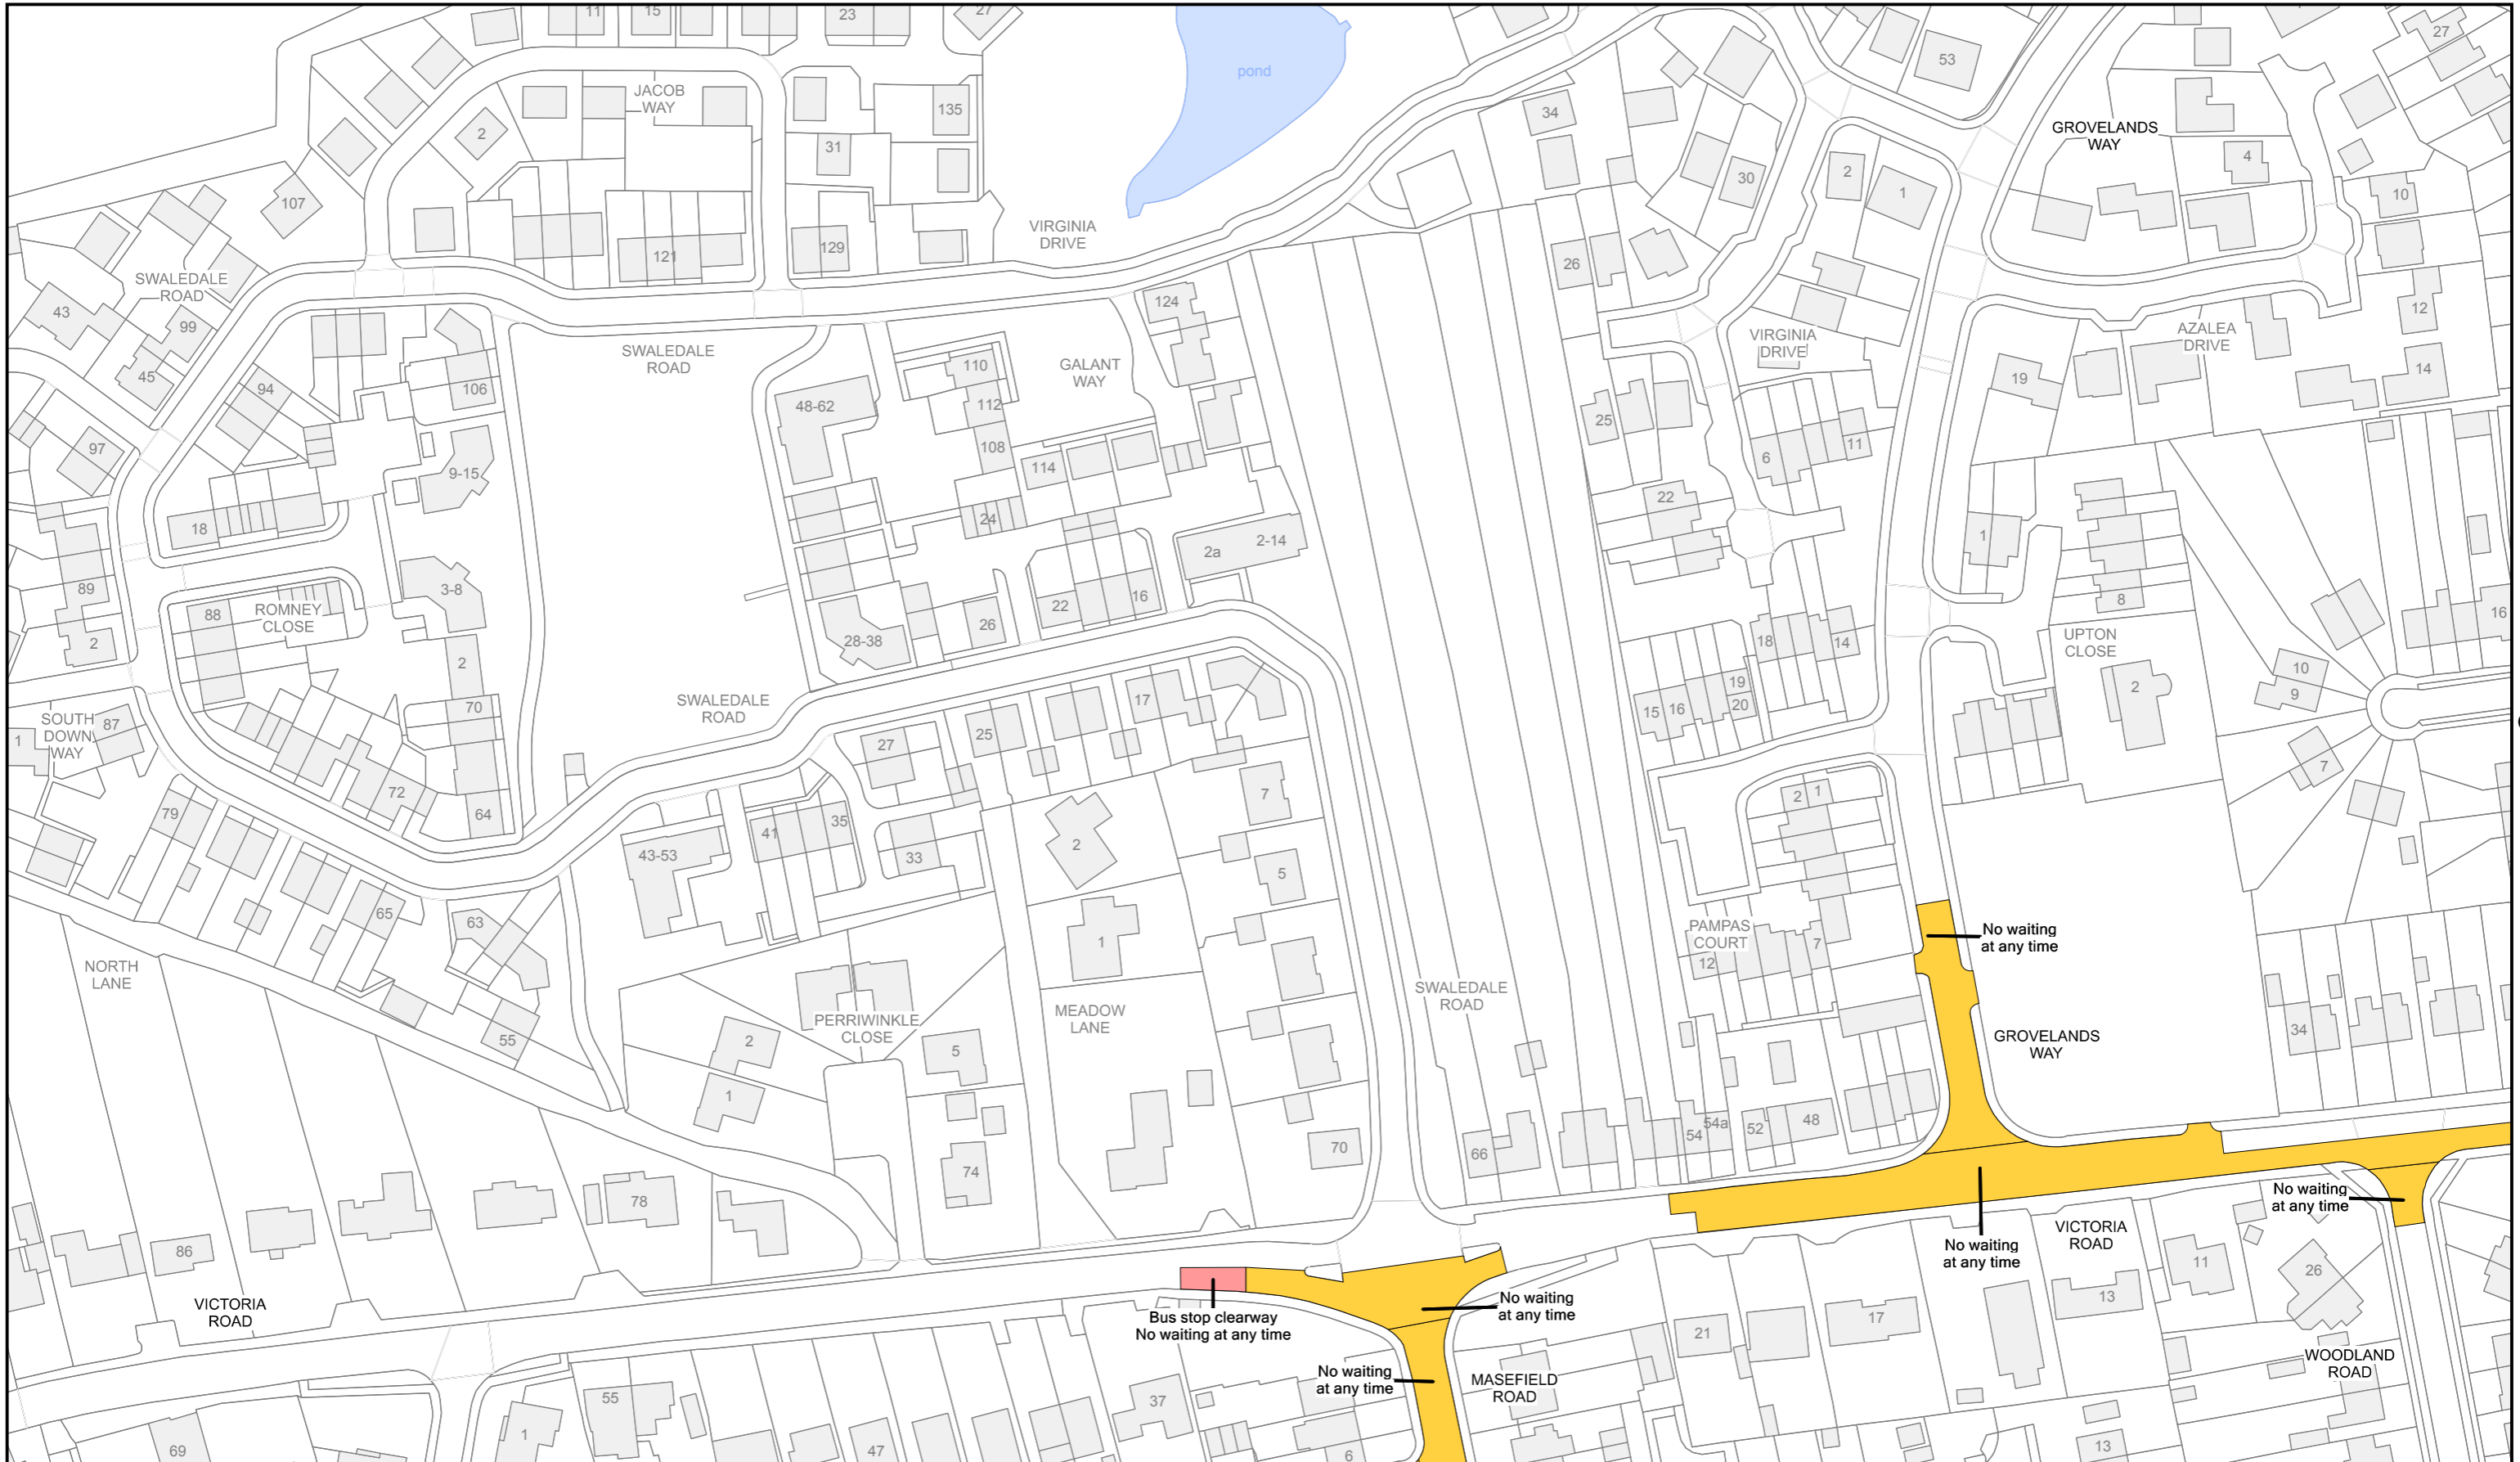 11
15
23
27
pond
53
27
JACOB
WAY
135
34
GROVELANDS
WAY
2
31
4
30
2
1
10
107
VIRGINIA
DRIVE
129
121
26
SWALEDALE
ROAD
43
99
124
12
VIRGINIA
DRIVE
AZALEA
DRIVE
SWALEDALE
ROAD
GALANT
WAY
110
45
94
106
19
14
48-62
112
25
97
108
11
6
9-15
114
22
18
24
1
2a
2-14
89
3-8
88
ROMNEY
CLOSE
22
16
8
16
2
28-38
26
18
14
UPTON
CLOSE
2
10
19
2
9
70
SWALEDALE
ROAD
17
15
16
20
SOUTH
DOWN
WAY
87
1
25
27
7
72
7
2
1
79
64
41
35
43-53
33
2
5
65
63
PAMPAS
COURT
7
12
No waiting
at any time
1
NORTH
LANE
SWALEDALE
ROAD
MEADOW
LANE
PERRIWINKLE
CLOSE
34
55
2
5
GROVELANDS
WAY
1
54
54a
52
48
70
66
74
78
No waiting
at any time
86
VICTORIA
ROAD
No waiting
at any time
11
26
VICTORIA
ROAD
Bus stop clearway
No waiting at any time
No waiting
at any time
13
17
21
No waiting
at any time
MASEFIELD
ROAD
WOODLAND
ROAD
55
37
1
69
47
6
13